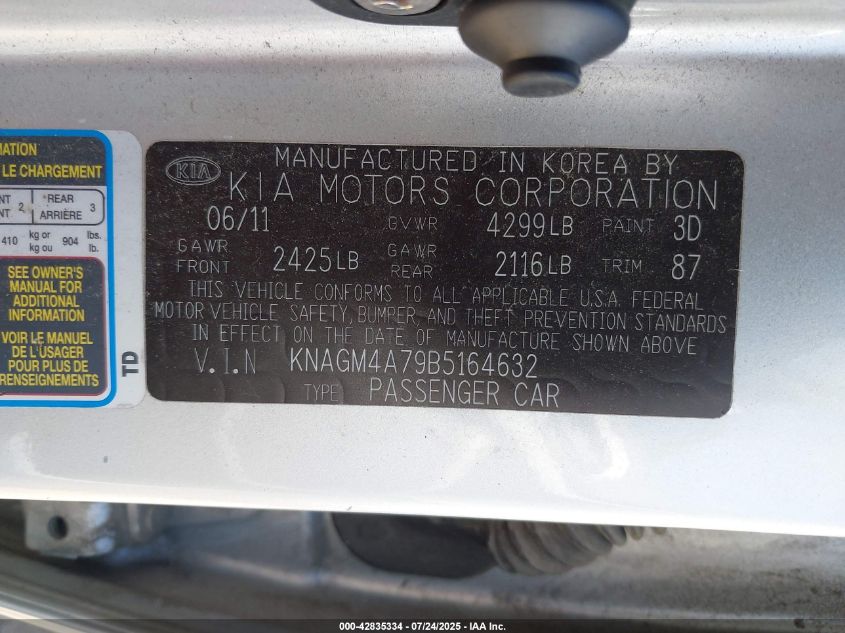 MATION
LE CHARGEMENT
NT 2 *REAR 3
NT ARRIÈRE
410 kg or 904 lbs.
kg ou lb.
SEE OWNER'S
MANUAL FOR
ADDITIONAL
INFORMATION
VOIR LE MANUEL
DE L'USAGER
POUR PLUS DE
RENSEIGNEMENTS
TD
KIA
MANUFACTURED IN KOREA BY
KIA MOTORS CORPORATION
06/11 GVWR 4299LB PAINT 3D
GAWR FRONT 2425LB GAWR REAR 2116LB TRIM 87
THIS VEHICLE CONFORMS TO ALL APPLICABLE U.S.A. FEDERAL
MOTOR VEHICLE SAFETY, BUMPER, AND THEFT PREVENTION STANDARDS
IN EFFECT ON THE DATE OF MANUFACTURE SHOWN ABOVE
V.I.N KNAGM4A79B5164632
TYPE PASSENGER CAR
000-42835334 / 07/24/2025 - IAA Inc.